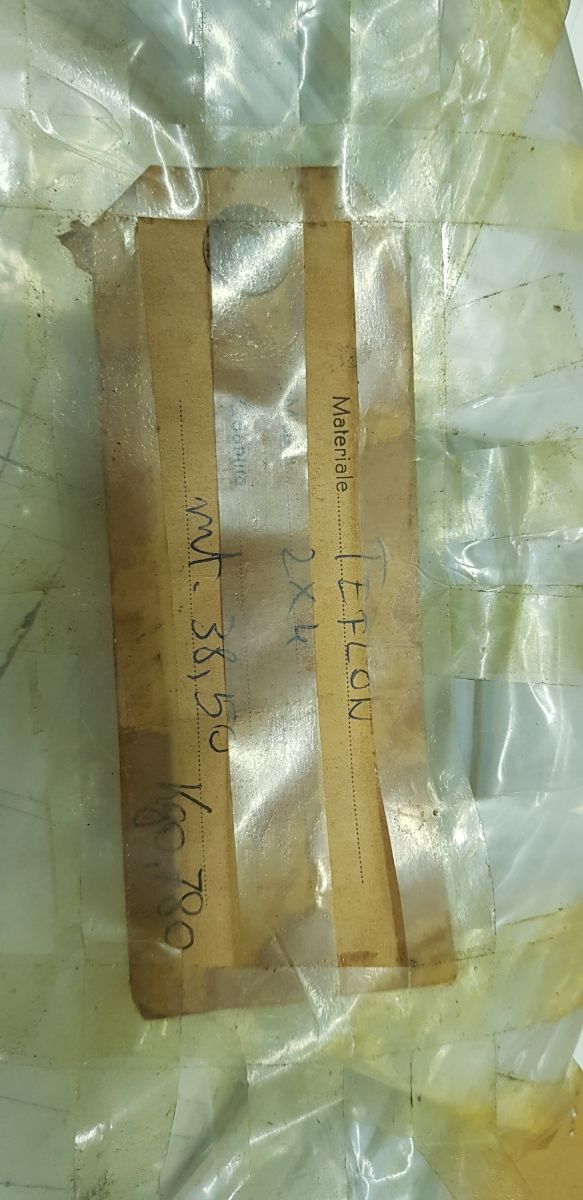 Materiale TEFLON
2x4
mt. 38,50
Kg 0,780